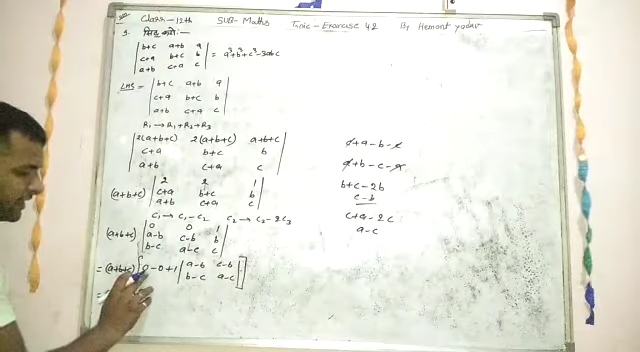 Class-12th SUB-Maths Topic-Exercise 4.2 By Hemant yadav
1. सिद्ध करो:-
| b+c a+b a |
| c+a b+c b | = a³+b³+c³-3abc
| a+b c+a c |
LHS = | b+c a+b a |
| c+a b+c b |
| a+b c+a c |
R₁ → R₁+R₂+R₃
| 2(a+b+c) 2(a+b+c) a+b+c |
| c+a b+c b |
| a+b c+a c |
(a+b+c) | 2 2 1 |
| c+a b+c b |
| a+b c+a c |
C₁ → C₁-C₂ C₂ → C₂-2C₃
(a+b+c) | 0 0 1 |
| a-b c-b b |
| b-c a-c c |
= (a+b+c) [0-0+1 | a-b c-b |
| b-c a-c | ]
=
c+a-b-c
a+b-c-a
b+c-2b
c-b
c+a-2c
a-c